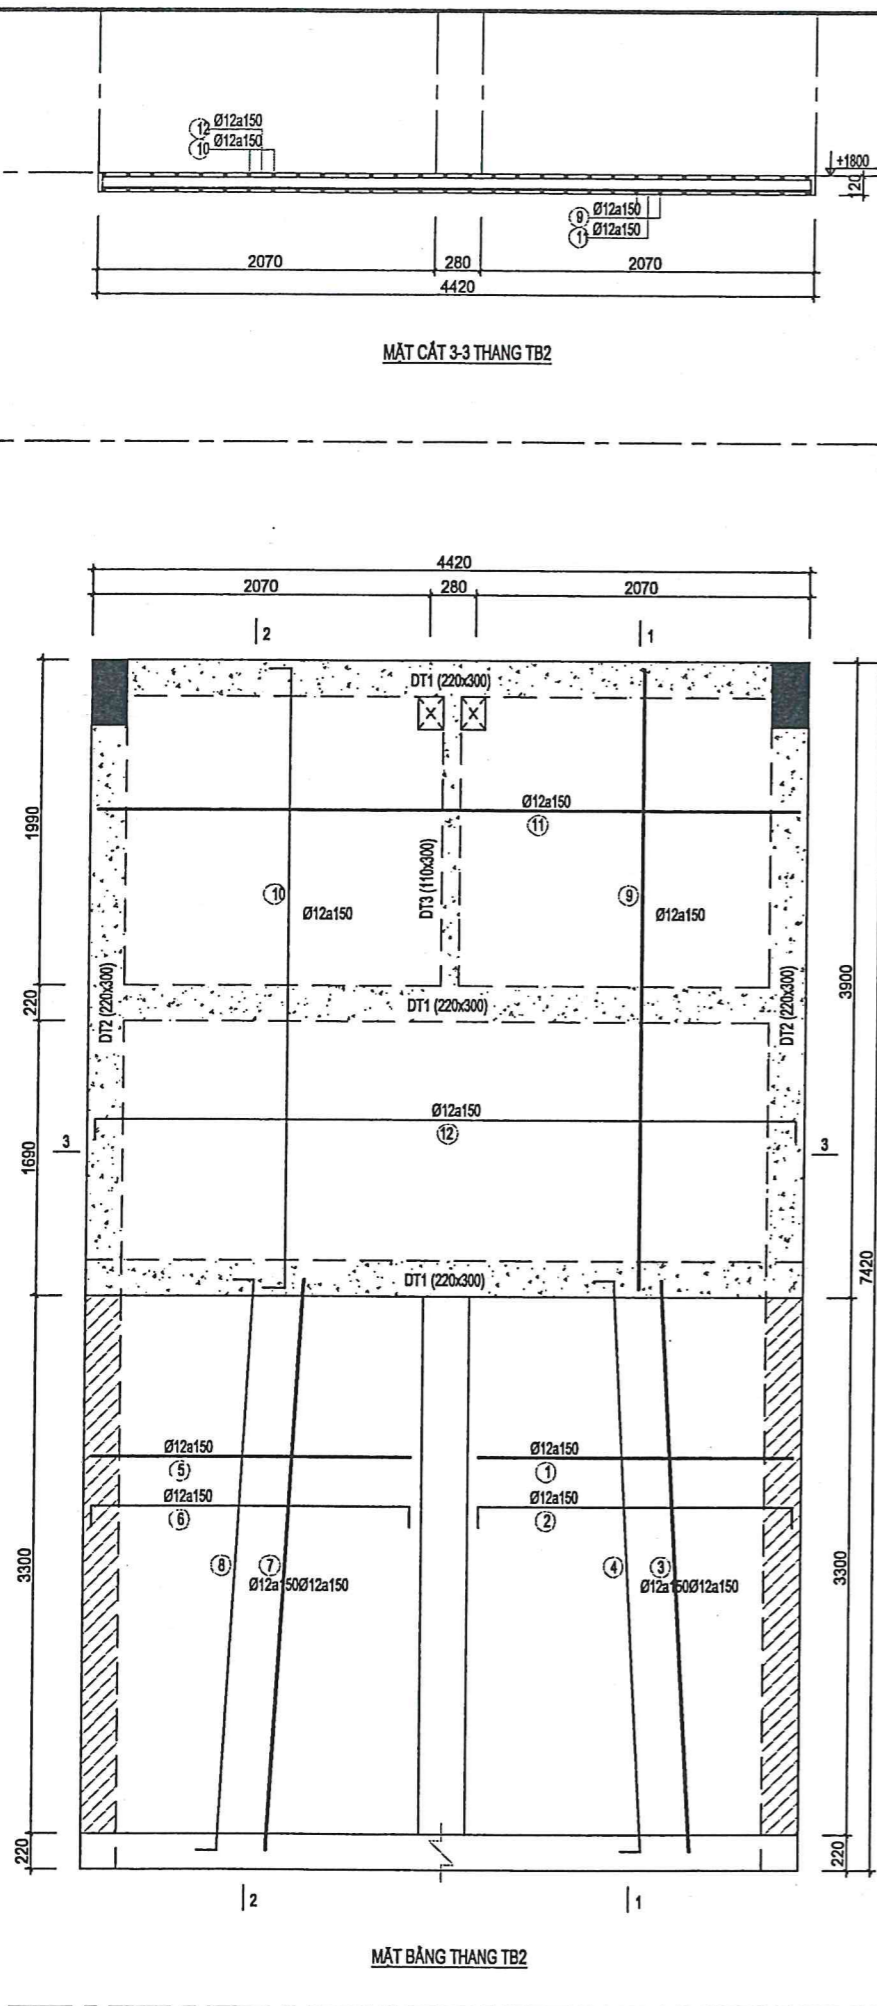 12 Ø12a150
10 Ø12a150
+1800
120
9 Ø12a150
11 Ø12a150
2070 280 2070
4420
MẶT CẮT 3-3 THANG TB2
4420
2070 280 2070
2 1
DT1 (220x300)
X X
Ø12a150
11
1990
DT3 (110x300)
10
Ø12a150
9
Ø12a150
3900
DT2 (220x300)
DT2 (220x300)
220
DT1 (220x300)
Ø12a150
12
3 3
1690
7420
DT1 (220x300)
Ø12a150
5
Ø12a150
1
Ø12a150
6
Ø12a150
2
8 7
Ø12a150Ø12a150
4 3
Ø12a150Ø12a150
3300
3300
220
220
2 1
MẶT BẰNG THANG TB2